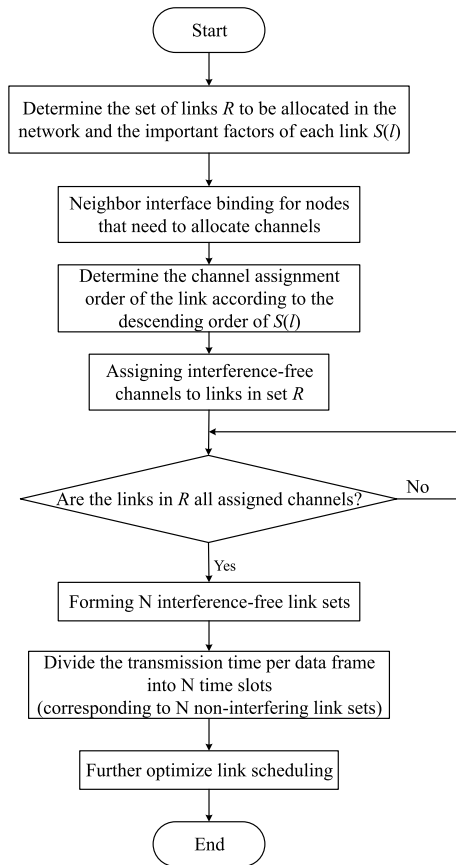 Start
Determine the set of links R to be allocated in the
network and the important factors of each link S(l)
Neighbor interface binding for nodes
that need to allocate channels
Determine the channel assignment
order of the link according to the
descending order of S(l)
Assigning interference-free
channels to links in set R
Are the links in R all assigned channels?
No
Yes
Forming N interference-free link sets
Divide the transmission time per data frame
into N time slots
(corresponding to N non-interfering link sets)
Further optimize link scheduling
End